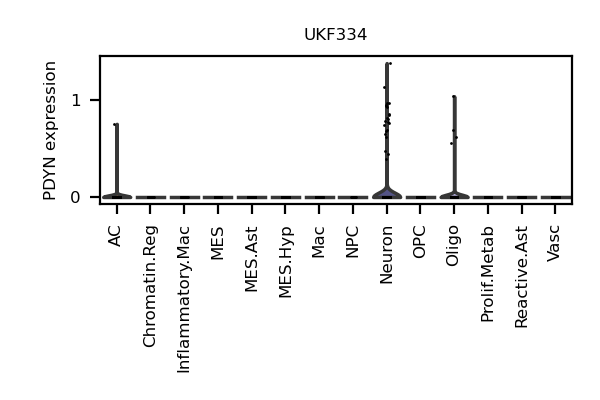 UKF334
PDYN expression
1
0
AC
Chromatin.Reg
Inflammatory.Mac
MES
MES.Ast
MES.Hyp
Mac
NPC
Neuron
OPC
Oligo
Prolif.Metab
Reactive.Ast
Vasc